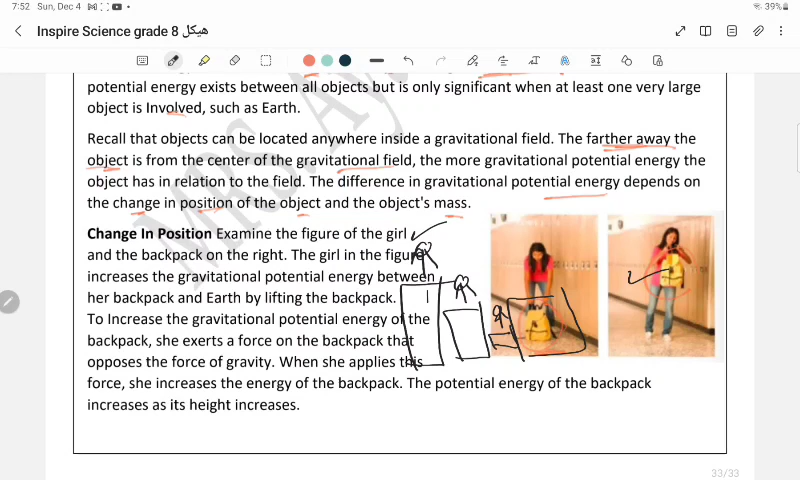 7:52 Sun, Dec 4
39%
Inspire Science grade 8 هيكل
potential energy exists between all objects but is only significant when at least one very large
object is Involved, such as Earth.
Recall that objects can be located anywhere inside a gravitational field. The farther away the
object is from the center of the gravitational field, the more gravitational potential energy the
object has in relation to the field. The difference in gravitational potential energy depends on
the change in position of the object and the object's mass.
Change In Position Examine the figure of the girl
and the backpack on the right. The girl in the figure
increases the gravitational potential energy between
her backpack and Earth by lifting the backpack.
To Increase the gravitational potential energy of the
backpack, she exerts a force on the backpack that
opposes the force of gravity. When she applies this
force, she increases the energy of the backpack. The potential energy of the backpack
increases as its height increases.
33/33